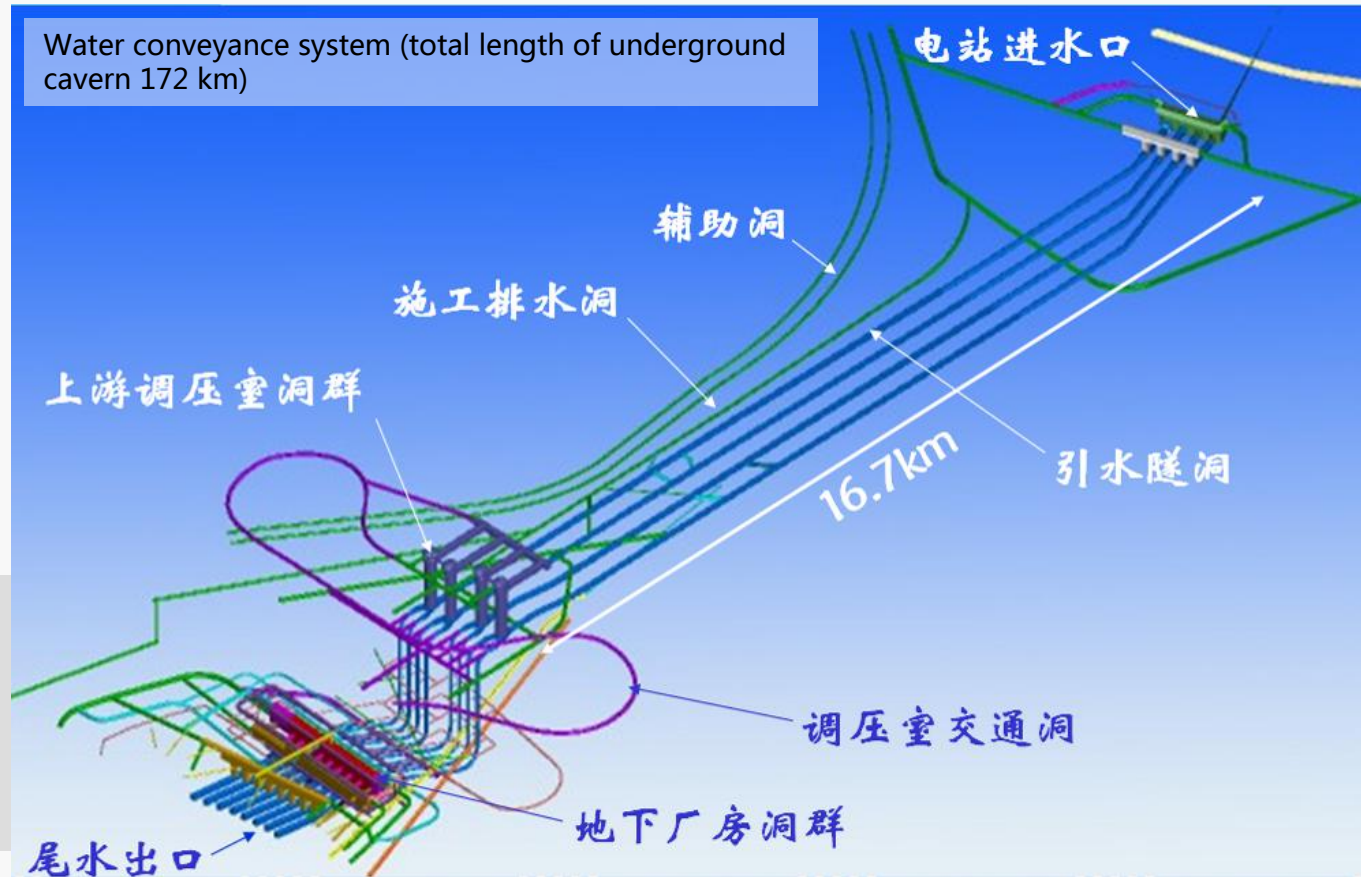 Water conveyance system (total length of underground
cavern 172 km)
电站进水口
辅助洞
施工排水洞
上游调压室洞群
16.7km
引水隧洞
调压室交通洞
地下厂房洞群
尾水出口